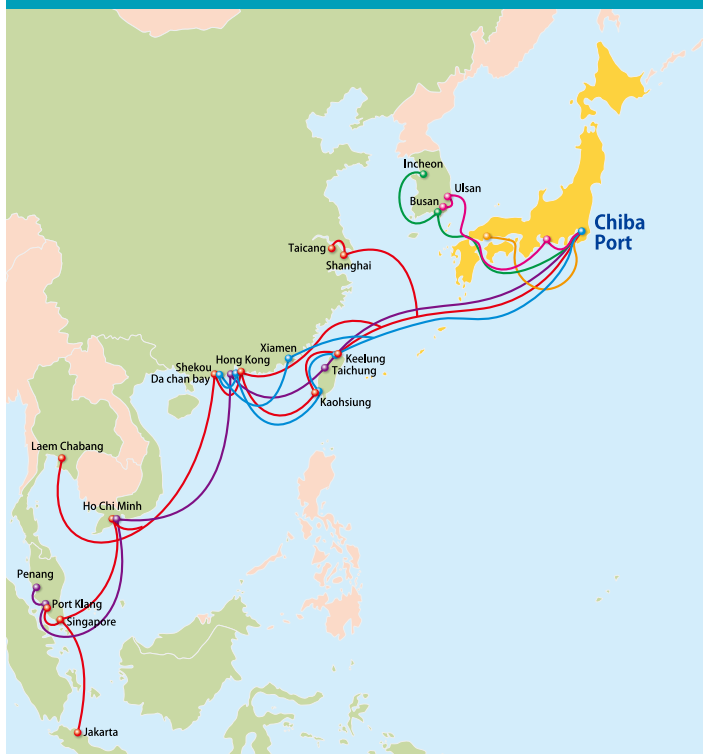 Incheon
Ulsan
Busan
Chiba
Port
Taicang
Shanghai
Xiamen
Hong Kong
Shekou
Da chan bay
Keelung
Taichung
Kaohsiung
Laem Chabang
Ho Chi Minh
Penang
Port Klang
Singapore
Jakarta